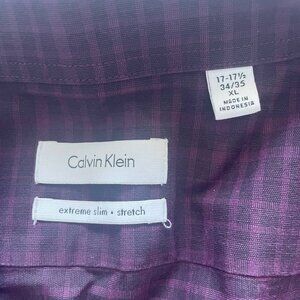 17-17½
34/35
XL
MADE IN
INDONESIA
Calvin Klein
extreme slim • stretch